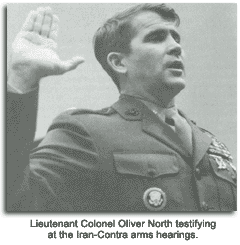 Lieutenant Colonel Oliver North testifying
at the Iran-Contra arms hearings.